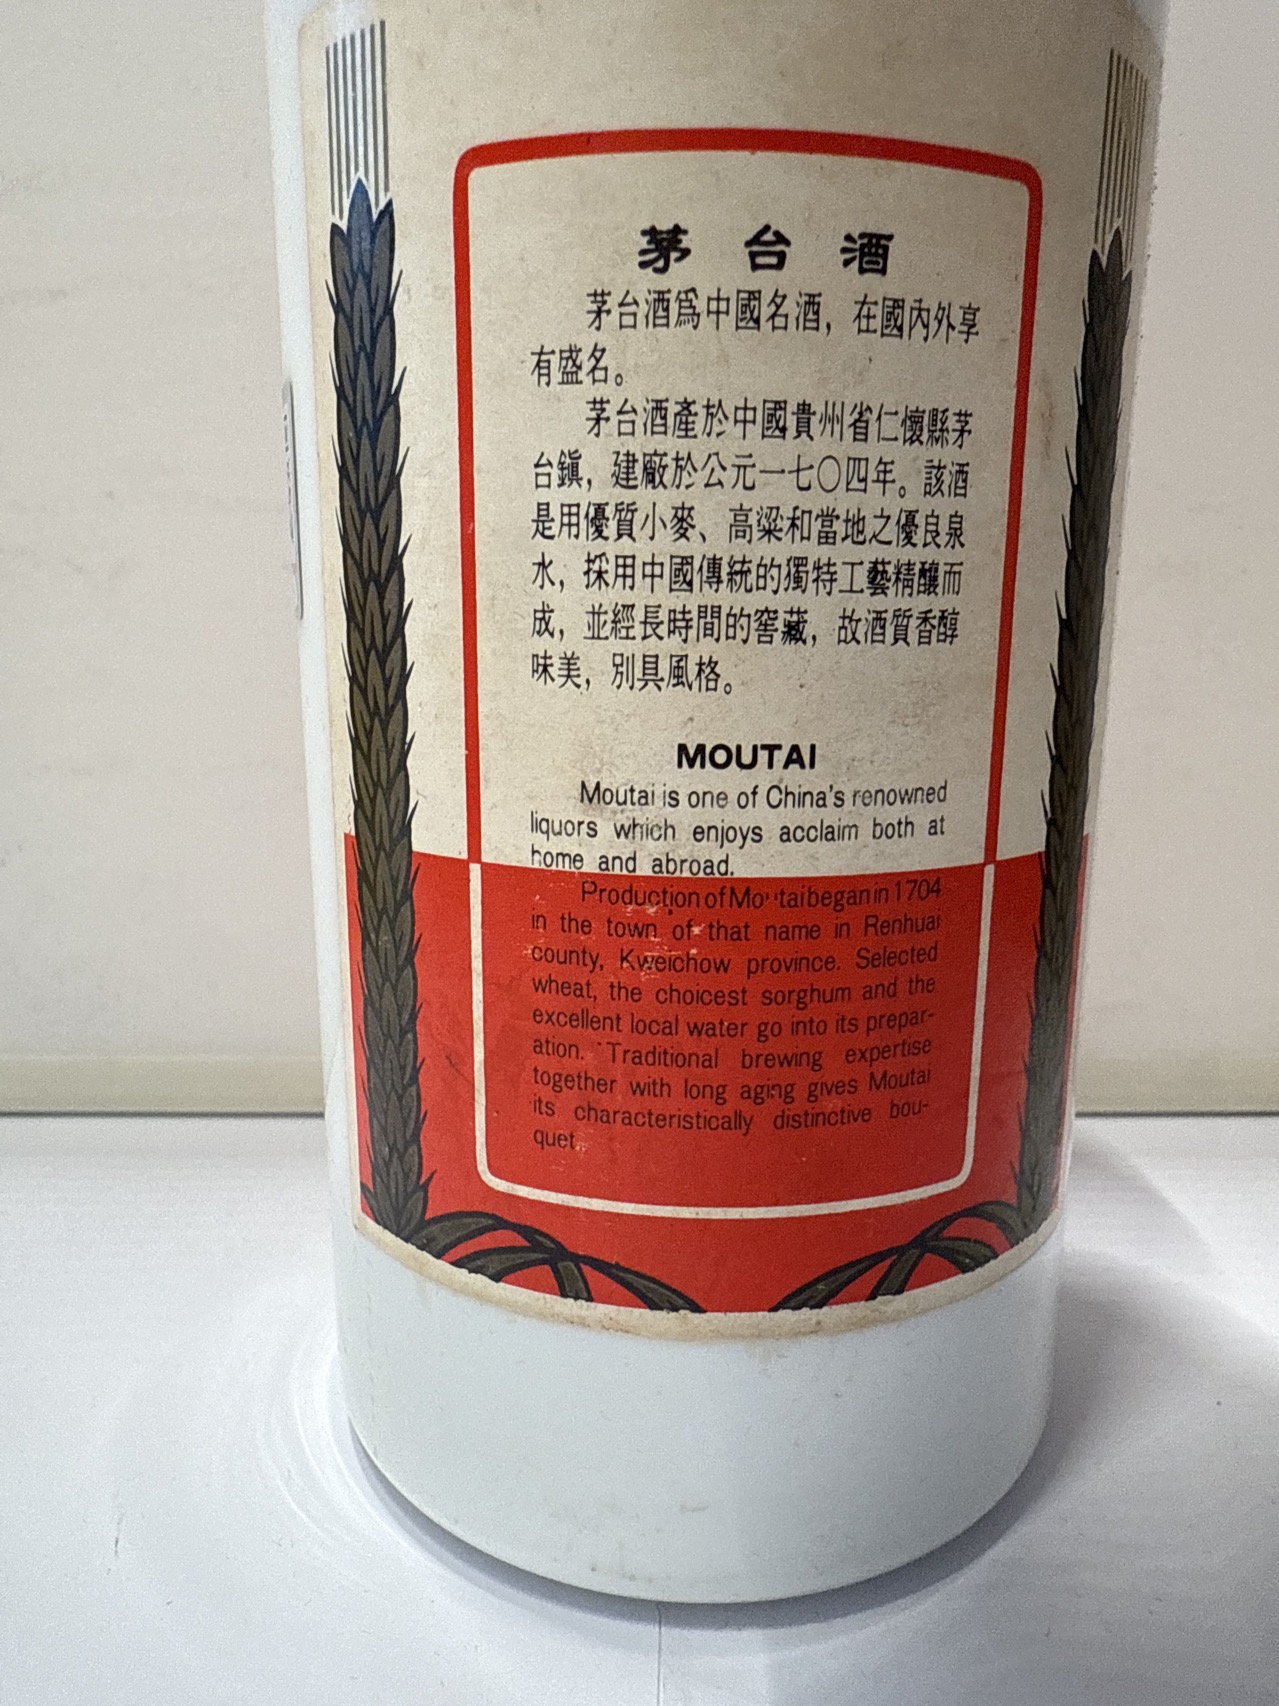 茅台酒
茅台酒爲中國名酒，在國內外享
有盛名。
茅台酒產於中國貴州省仁懷縣茅
台鎭，建廠於公元一七〇四年。該酒
是用優質小麥、高粱和當地之優良泉
水，採用中國傳統的獨特工藝精釀而
成，並經長時間的窖藏，故酒質香醇
味美，別具風格。
MOUTAI
Moutai is one of China's renowned
liquors which enjoys acclaim both at
home and abroad.
Production of Moutai began in 1704
in the town of that name in Renhuai
county, Kweichow province. Selected
wheat, the choicest sorghum and the
excellent local water go into its prepar-
ation. Traditional brewing expertise
together with long aging gives Moutai
its characteristically distinctive bou-
quet.